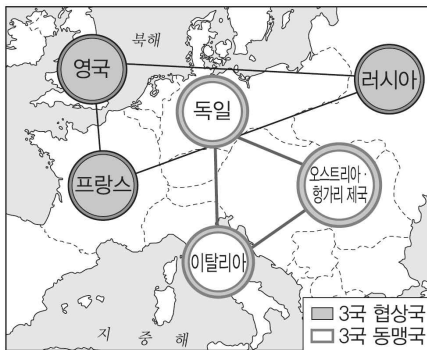 북해
영국
러시아
독일
프랑스
오스트리아·
헝가리 제국
이탈리아
지중해
3국 협상국
3국 동맹국